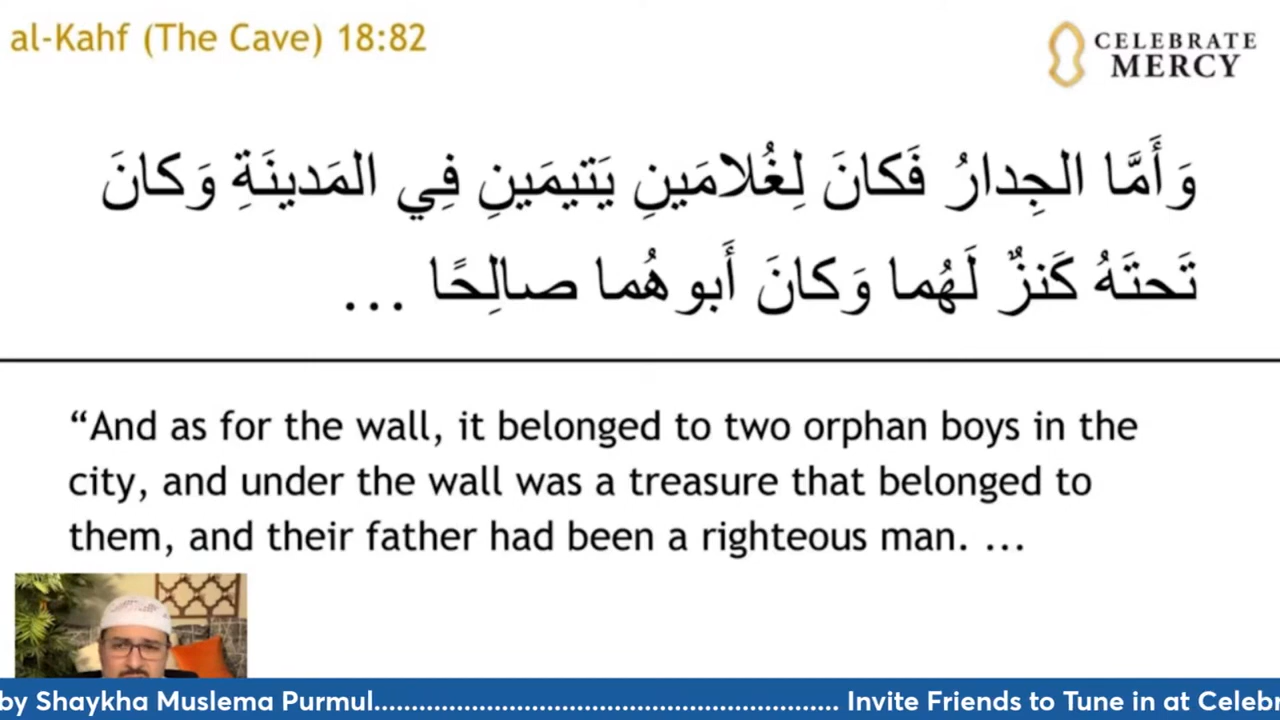 al-Kahf (The Cave) 18:82
CELEBRATE
MERCY
وَأَمَّا الجِدارُ فَكانَ لِغُلامَينِ يَتيمَينِ فِي المَدينَةِ وَكانَ
تَحتَهُ كَنزٌ لَهُما وَكانَ أَبوهُما صالِحًا ...
“And as for the wall, it belonged to two orphan boys in the
city, and under the wall was a treasure that belonged to
them, and their father had been a righteous man. ...
by Shaykha Muslema Purmul.............................................................. Invite Friends to Tune in at Celebr